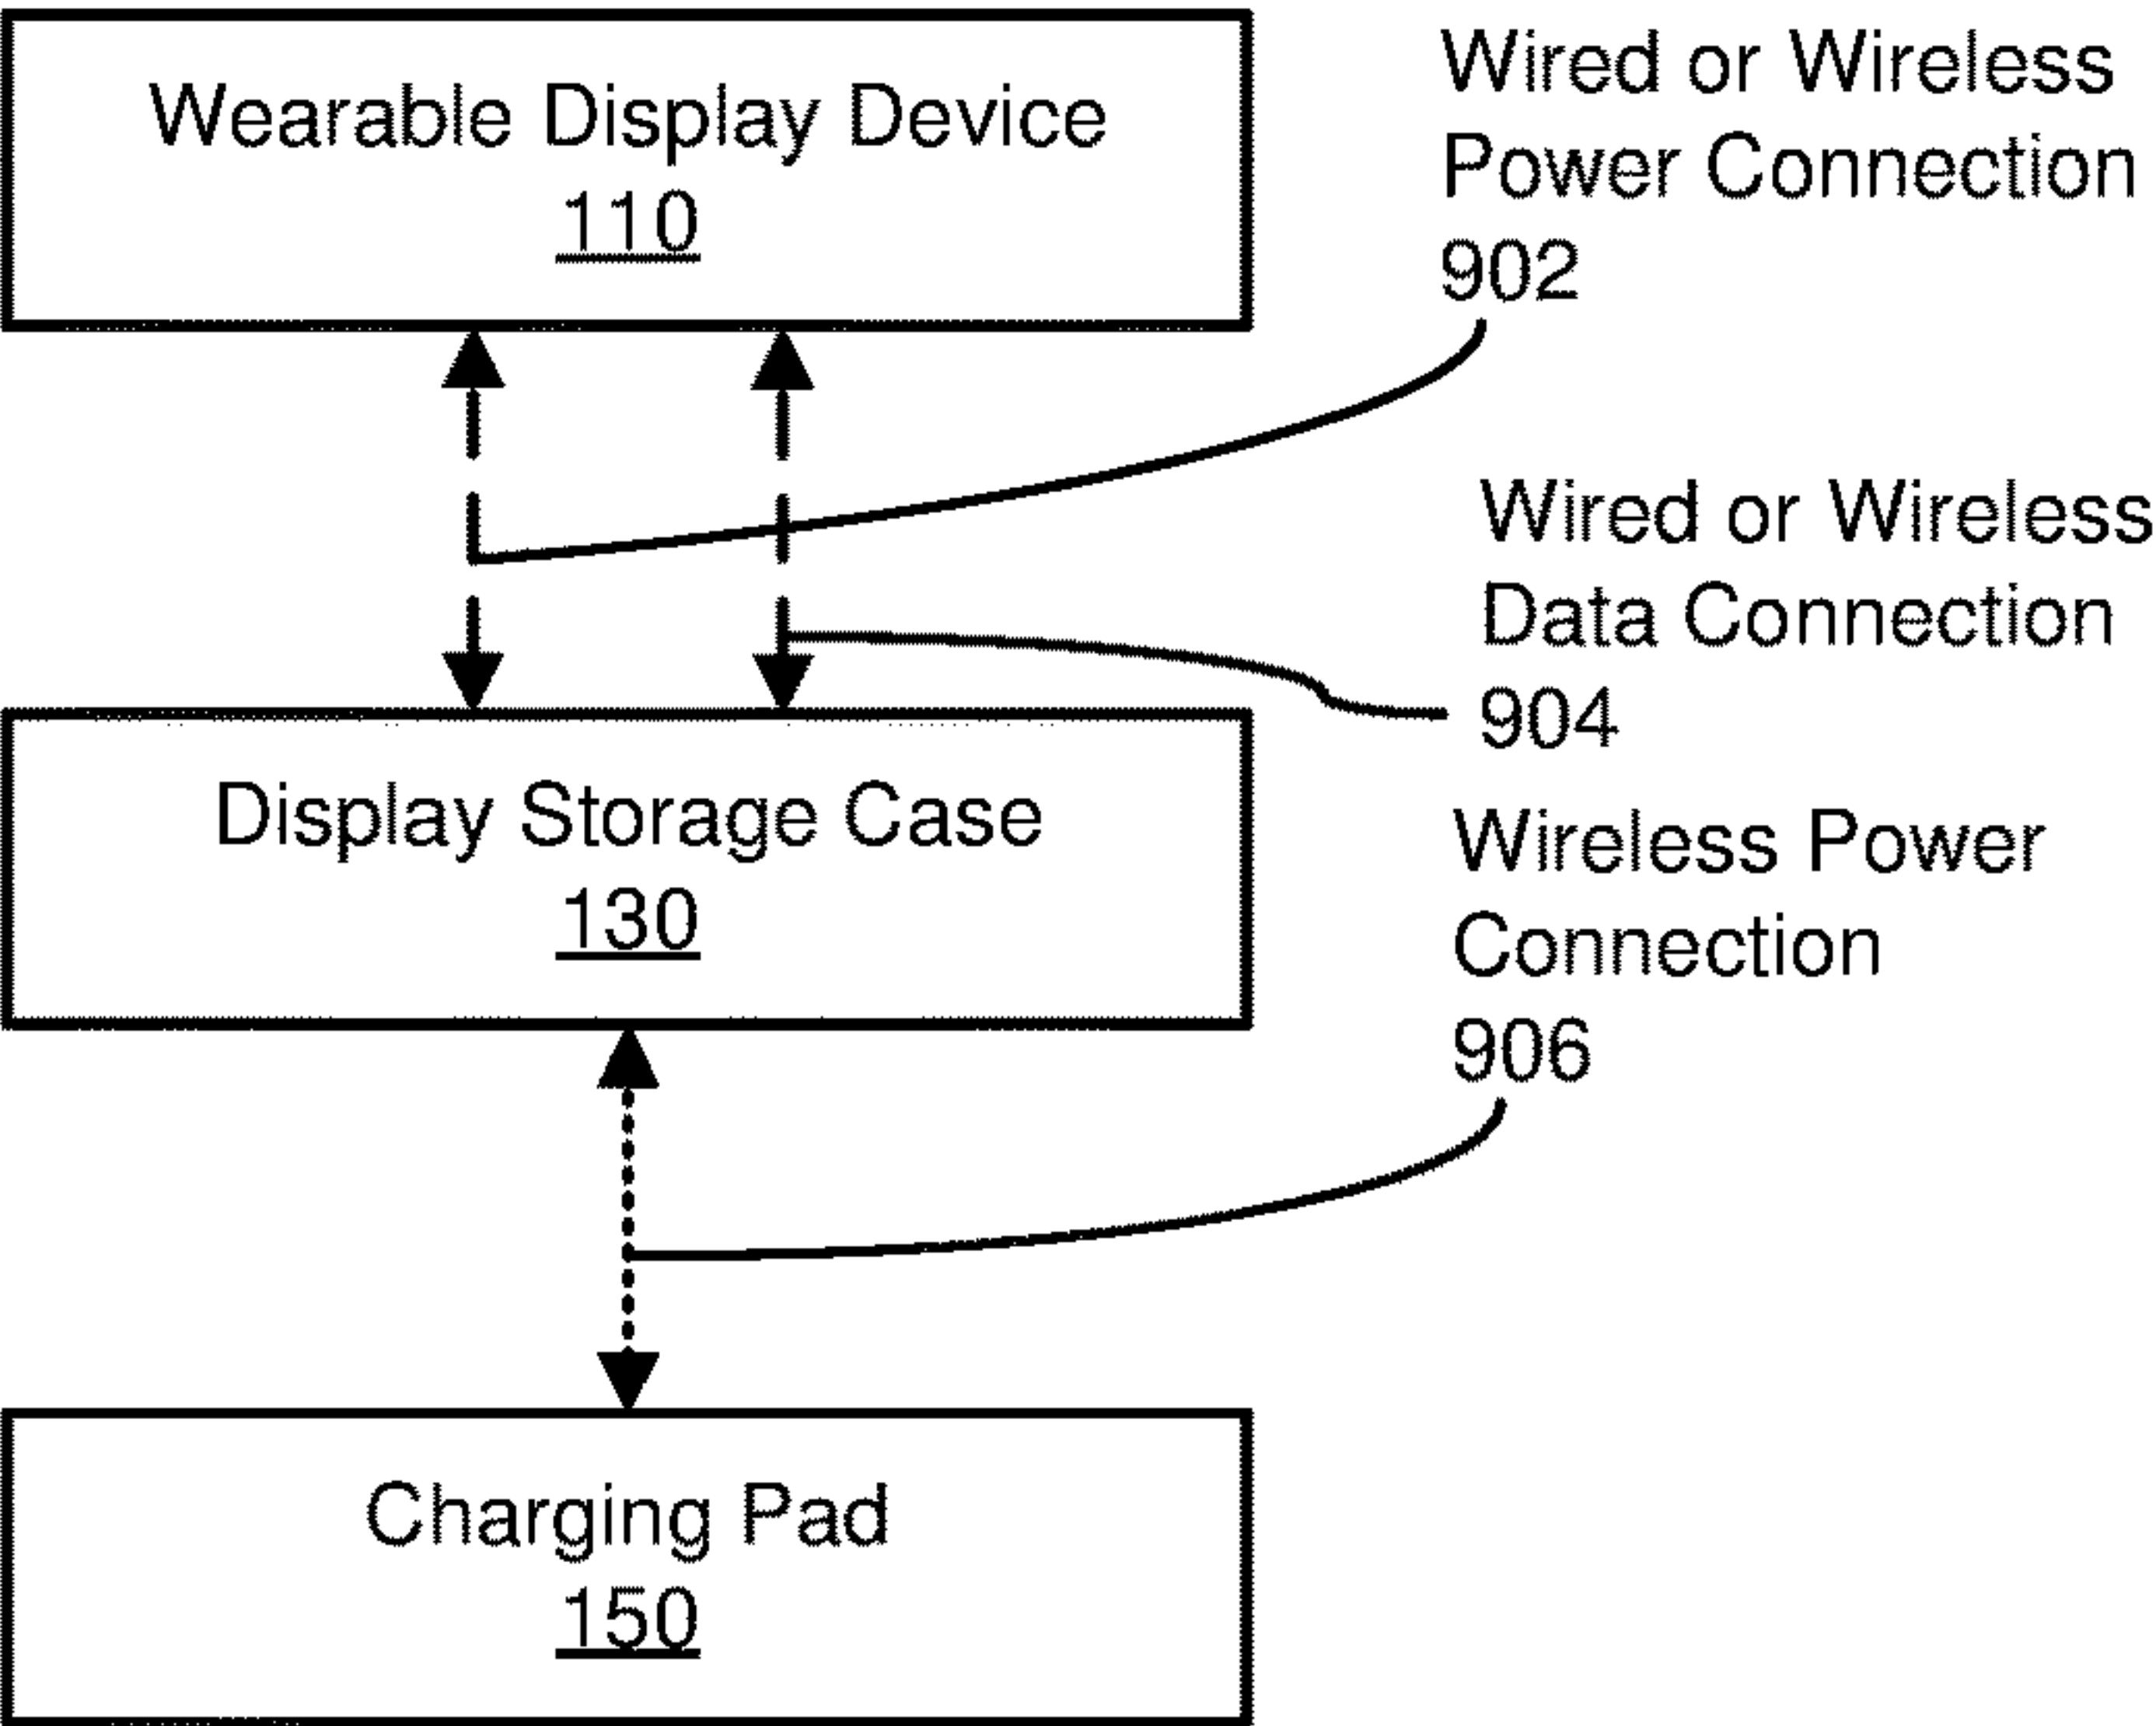 Wearable Display Device
110
Wired or Wireless
Power Connection
902
Wired or Wireless
Data Connection
904
Display Storage Case
130
Wireless Power
Connection
906
Charging Pad
150